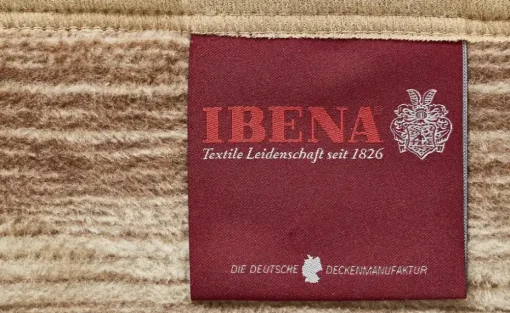 IBENA
Textile Leidenschaft seit 1826
DIE DEUTSCHE DECKENMANUFAKTUR